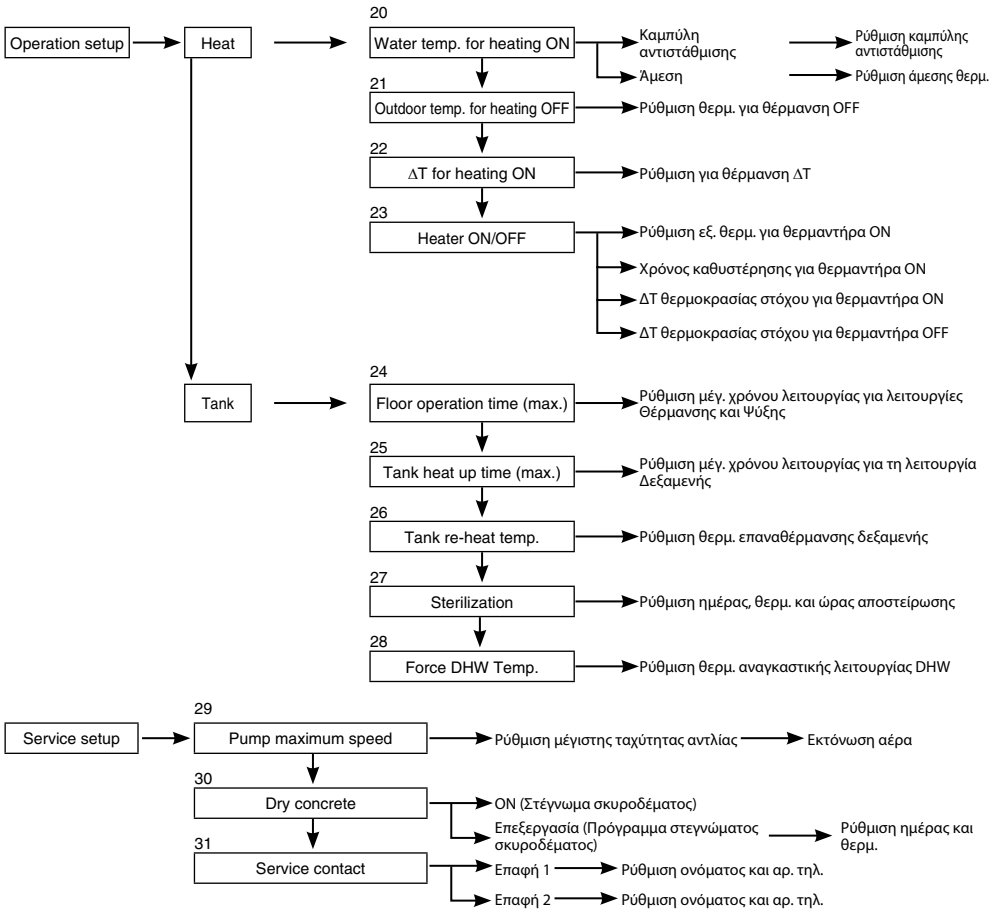 20
Operation setup
Heat
Water temp. for heating ON
Καμπύλη
αντιστάθμισης
Ρύθμιση καμπύλης
αντιστάθμισης
Άμεση
Ρύθμιση άμεσης θερμ.
21
Outdoor temp. for heating OFF
Ρύθμιση θερμ. για θέρμανση OFF
22
ΔT for heating ON
Ρύθμιση για θέρμανση ΔT
23
Heater ON/OFF
Ρύθμιση εξ. θερμ. για θερμαντήρα ON
Χρόνος καθυστέρησης για θερμαντήρα ON
ΔT θερμοκρασίας στόχου για θερμαντήρα ON
ΔT θερμοκρασίας στόχου για θερμαντήρα OFF
24
Tank
Floor operation time (max.)
Ρύθμιση μέγ. χρόνου λειτουργίας για λειτουργίες
Θέρμανσης και Ψύξης
25
Tank heat up time (max.)
Ρύθμιση μέγ. χρόνου λειτουργίας για τη λειτουργία
Δεξαμενής
26
Tank re-heat temp.
Ρύθμιση θερμ. επαναθέρμανσης δεξαμενής
27
Sterilization
Ρύθμιση ημέρας, θερμ. και ώρας αποστείρωσης
28
Force DHW Temp.
Ρύθμιση θερμ. αναγκαστικής λειτουργίας DHW
29
Service setup
Pump maximum speed
Ρύθμιση μέγιστης ταχύτητας αντλίας
Εκτόνωση αέρα
30
Dry concrete
ON (Στέγνωμα σκυροδέματος)
Επεξεργασία (Πρόγραμμα στεγνώματος
σκυροδέματος)
Ρύθμιση ημέρας και
θερμ.
31
Service contact
Επαφή 1
Ρύθμιση ονόματος και αρ. τηλ.
Επαφή 2
Ρύθμιση ονόματος και αρ. τηλ.